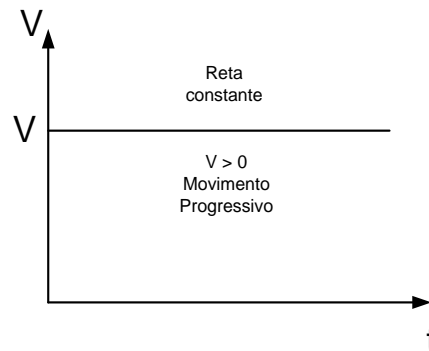 V
Reta
constante
V
V > 0
Movimento
Progressivo